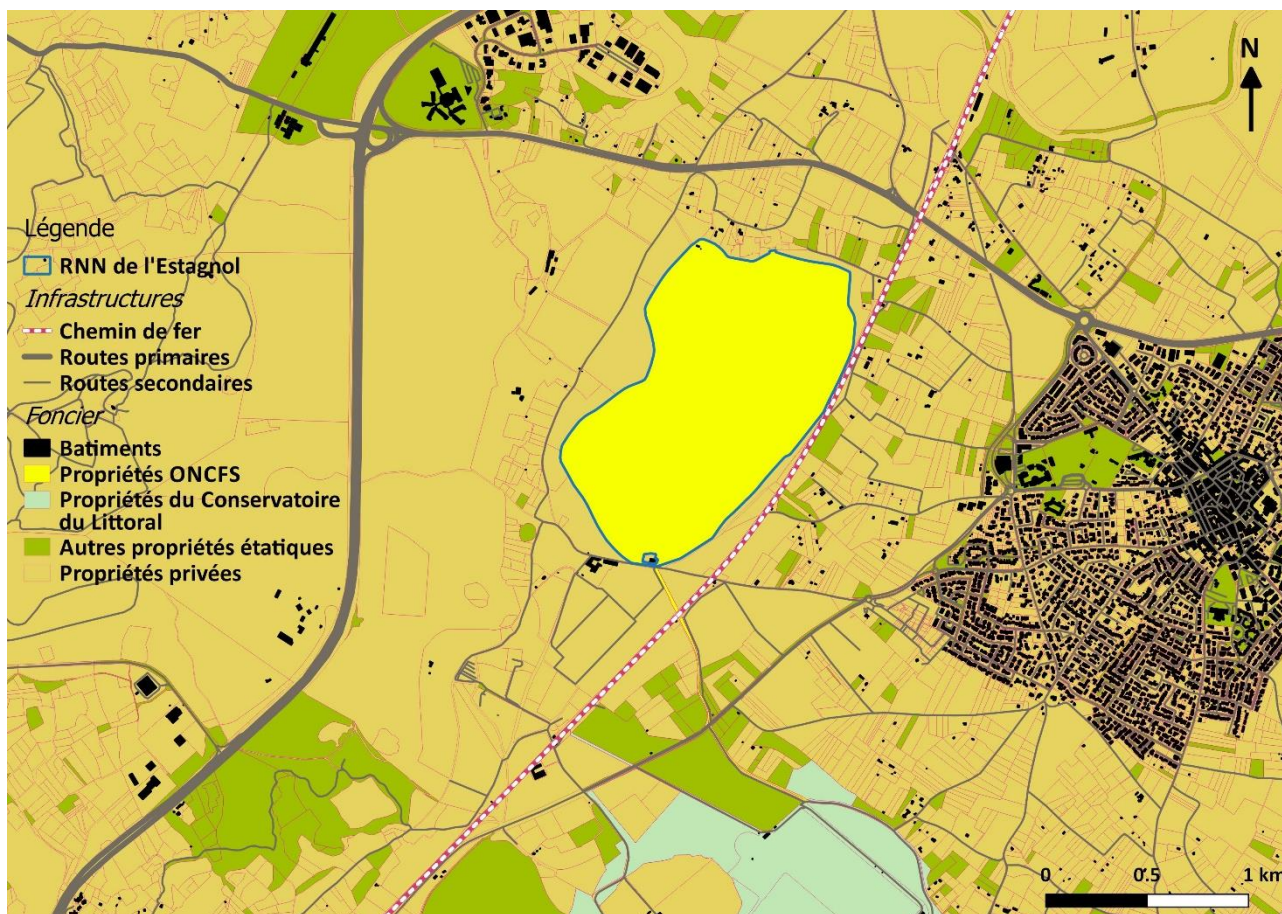 N
Légende
RNN de l'Estagnol
Infrastructures
Chemin de fer
Routes primaires
Routes secondaires
Foncier
Batiments
Propriétés ONCFS
Propriétés du Conservatoire
du Littoral
Autres propriétés étatiques
Propriétés privées
0 0.5 1 km